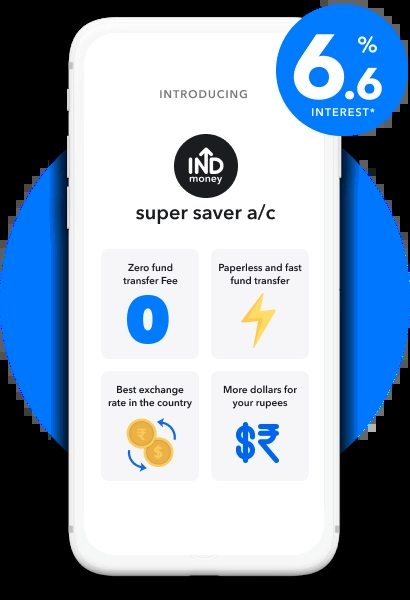 6.6%
INTEREST*
INTRODUCING
IND
money
super saver a/c
Zero fund
transfer Fee
0
Paperless and fast
fund transfer
Best exchange
rate in the country
₹
$
More dollars for
your rupees
$₹